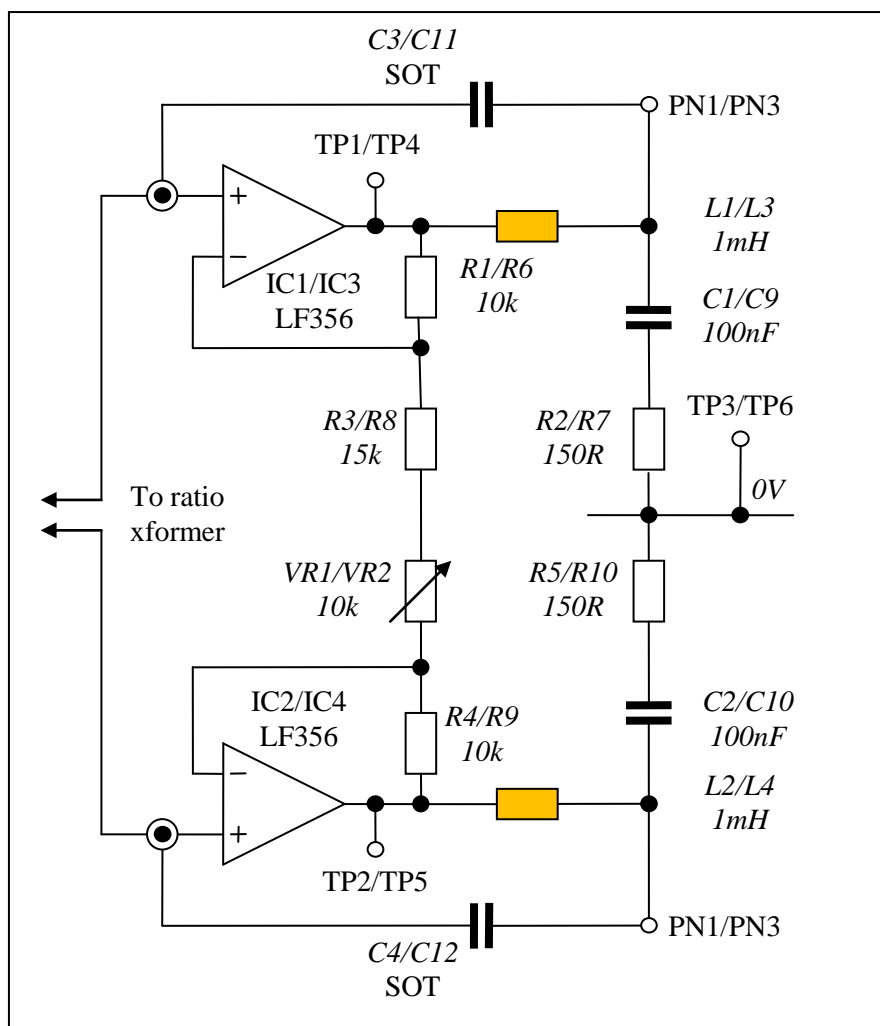 C3/C11
SOT
PN1/PN3
TP1/TP4
+
−
L1/L3
1mH
R1/R6
10k
IC1/IC3
LF356
C1/C9
100nF
TP3/TP6
R3/R8
15k
R2/R7
150R
0V
To ratio
xformer
VR1/VR2
10k
R5/R10
150R
IC2/IC4
LF356
R4/R9
10k
C2/C10
100nF
−
+
L2/L4
1mH
TP2/TP5
PN1/PN3
C4/C12
SOT